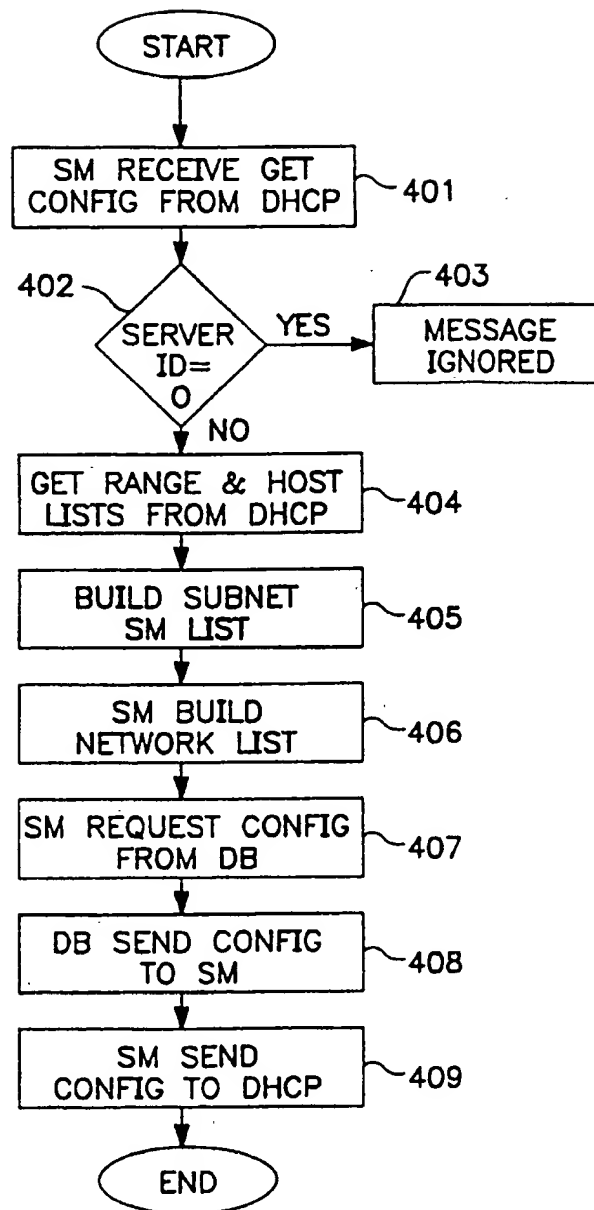 START
SM RECEIVE GET
CONFIG FROM DHCP
401
402
SERVER
ID=
0
YES
403
MESSAGE
IGNORED
NO
GET RANGE & HOST
LISTS FROM DHCP
404
BUILD SUBNET
SM LIST
405
SM BUILD
NETWORK LIST
406
SM REQUEST CONFIG
FROM DB
407
DB SEND CONFIG
TO SM
408
SM SEND
CONFIG TO DHCP
409
END